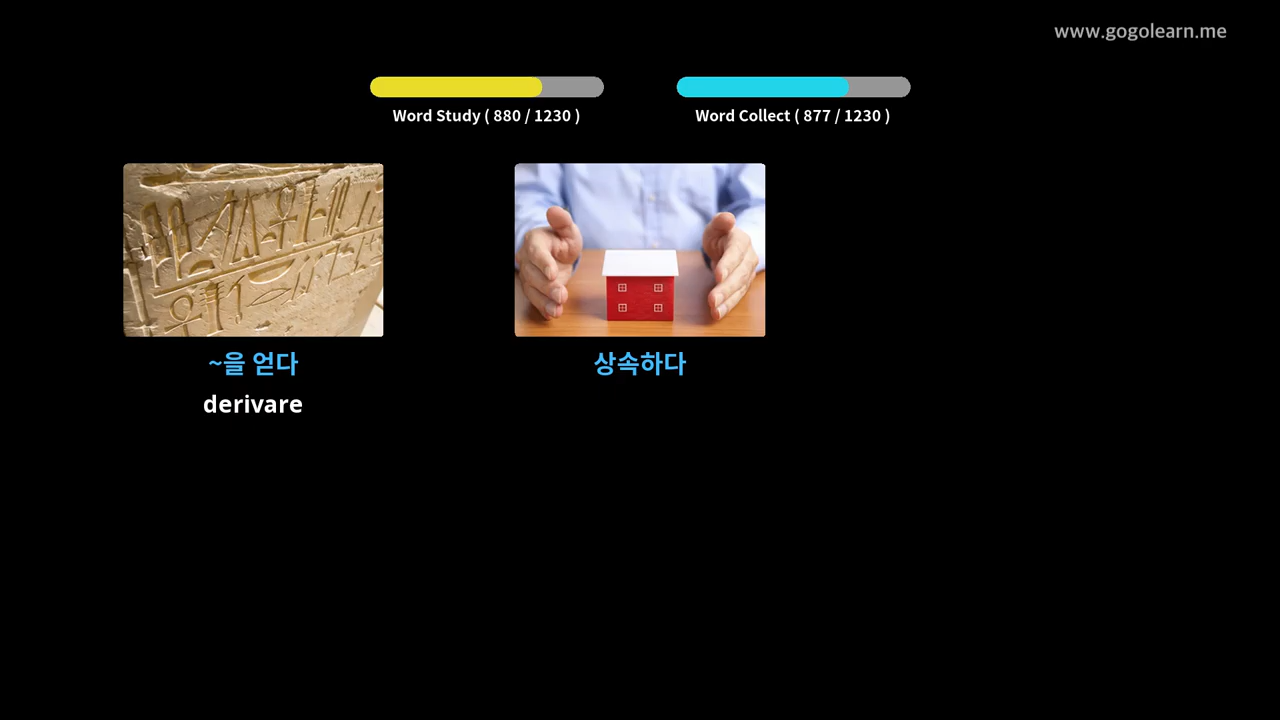 www.gogolearn.me
Word Study ( 880 / 1230 )
Word Collect ( 877 / 1230 )
~을 얻다
상속하다
derivare